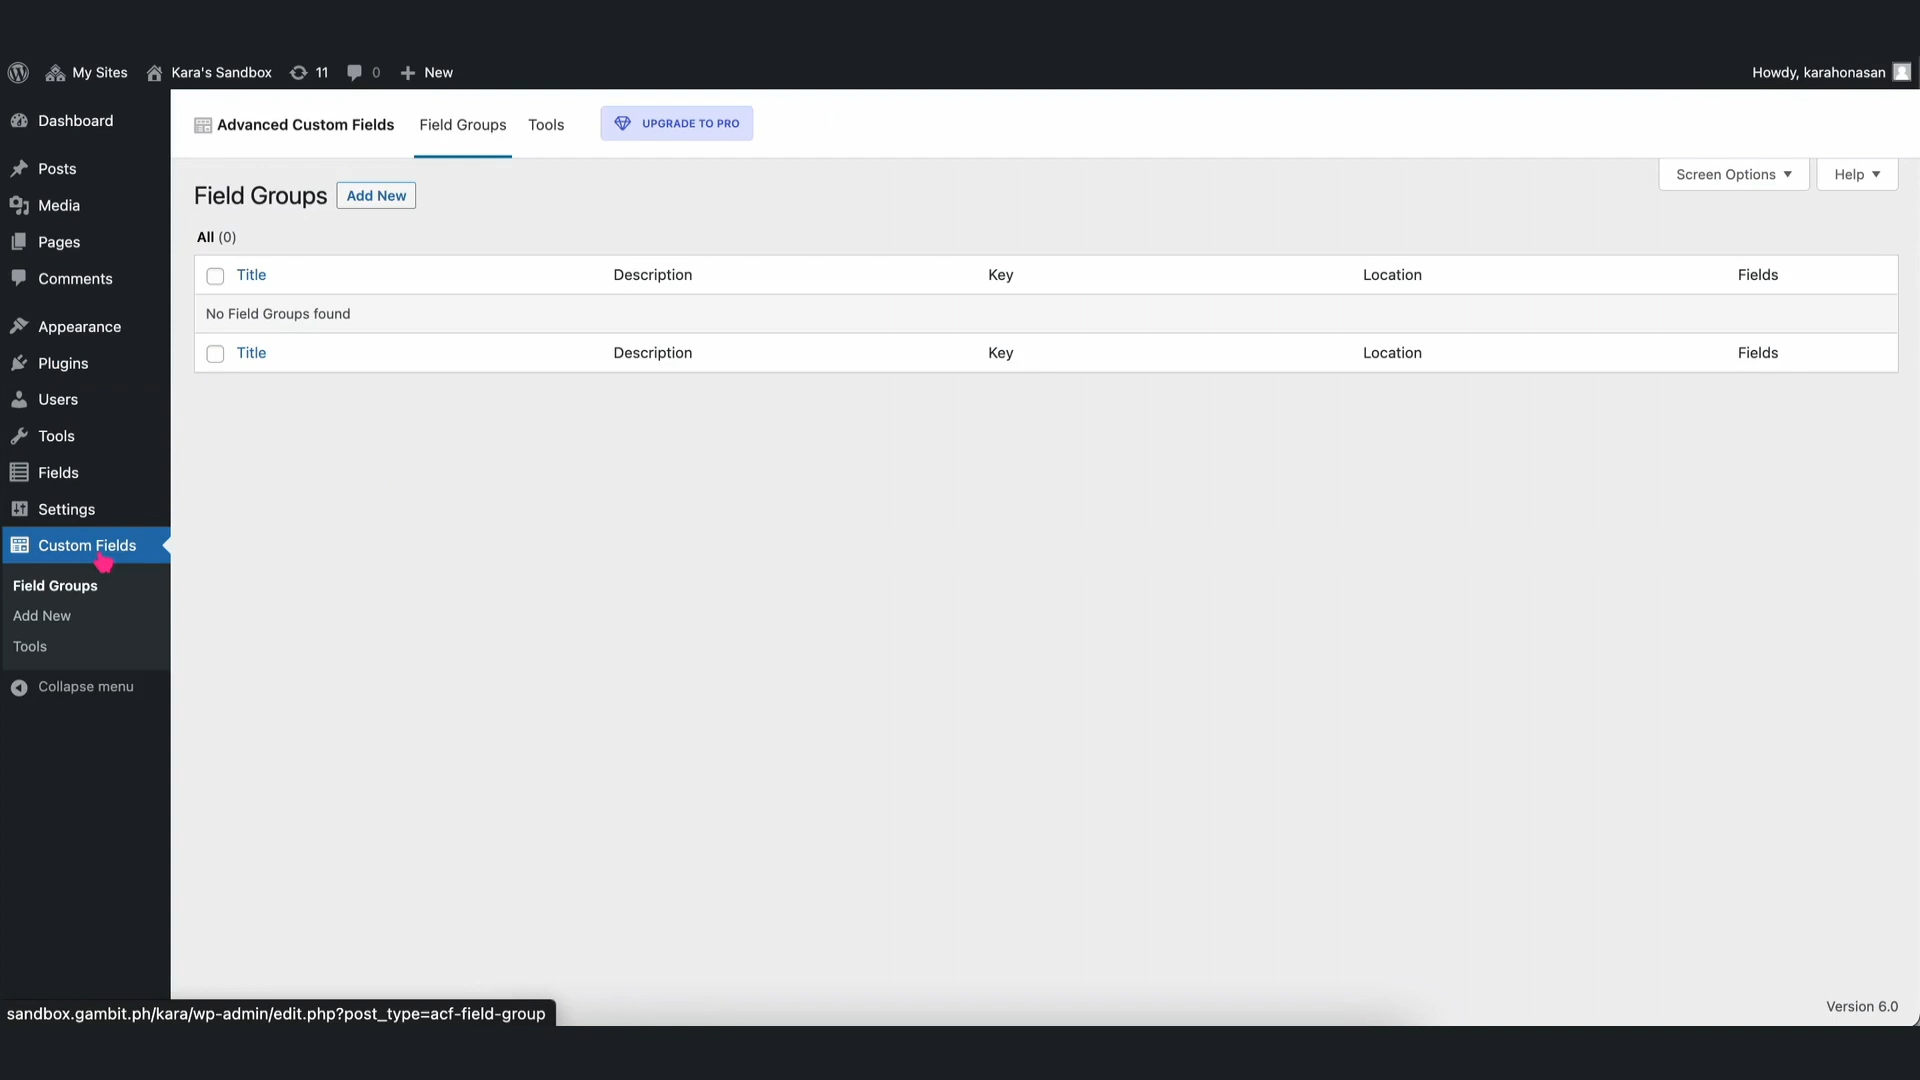 My Sites
Kara's Sandbox
11
0
New
Howdy, karahonasan
Dashboard
Posts
Media
Pages
Comments
Appearance
Plugins
Users
Tools
Fields
Settings
Custom Fields
Field Groups
Add New
Tools
Collapse menu
Advanced Custom Fields
Field Groups
Tools
UPGRADE TO PRO
Screen Options
Help
Field Groups
Add New
All (0)
Title Description Key Location Fields
No Field Groups found
Title Description Key Location Fields
Version 6.0
sandbox.gambit.ph/kara/wp-admin/edit.php?post_type=acf-field-group